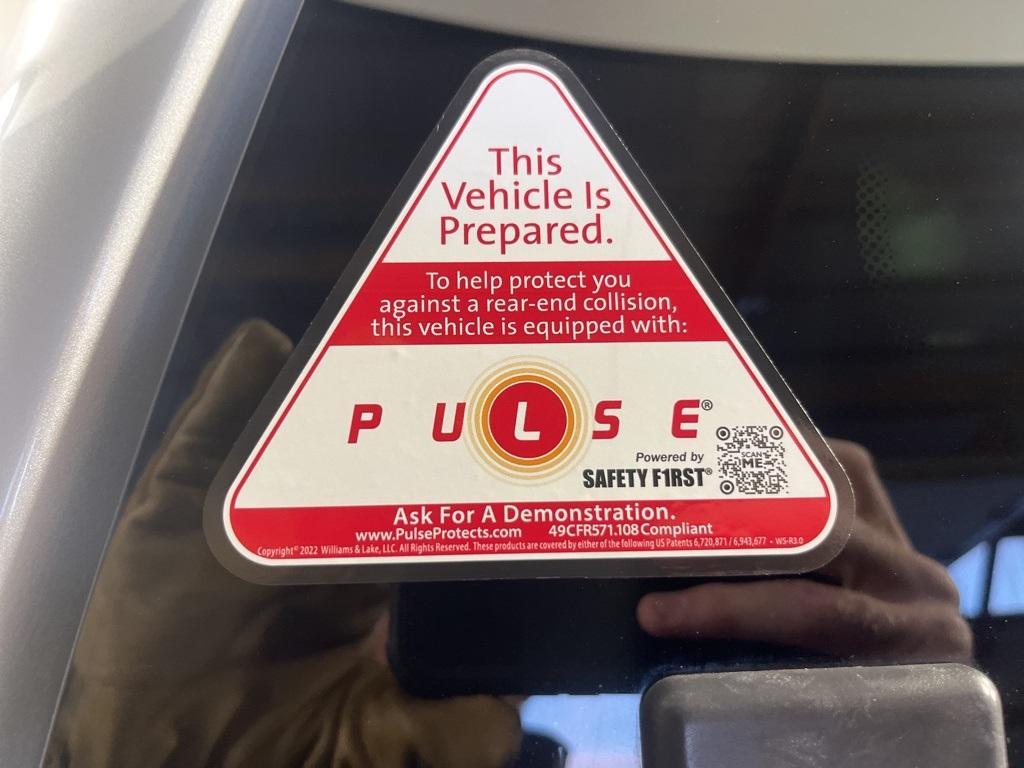 This
Vehicle Is
Prepared.
To help protect you
against a rear-end collision,
this vehicle is equipped with:
PULSE®
Powered by
SAFETY F1RST®
SCAN
ME
Ask For A Demonstration.
www.PulseProtects.com 49CFR571.108 Compliant
Copyright© 2022 Williams & Lake, LLC. All Rights Reserved. These products are covered by either of the following US Patents 6,720,871 / 6,943,677 - WS-R3.0